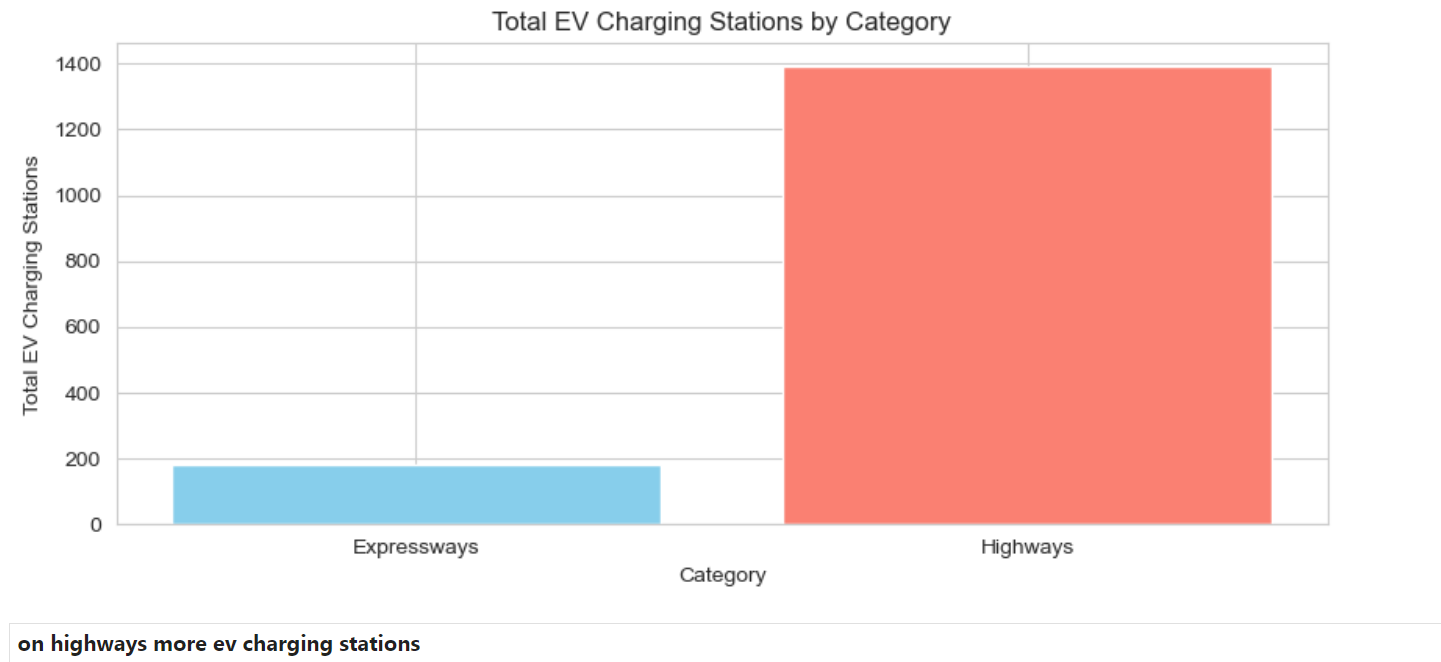 Total EV Charging Stations by Category
Total EV Charging Stations
1400
1200
1000
800
600
400
200
0
Expressways Highways
Category
on highways more ev charging stations